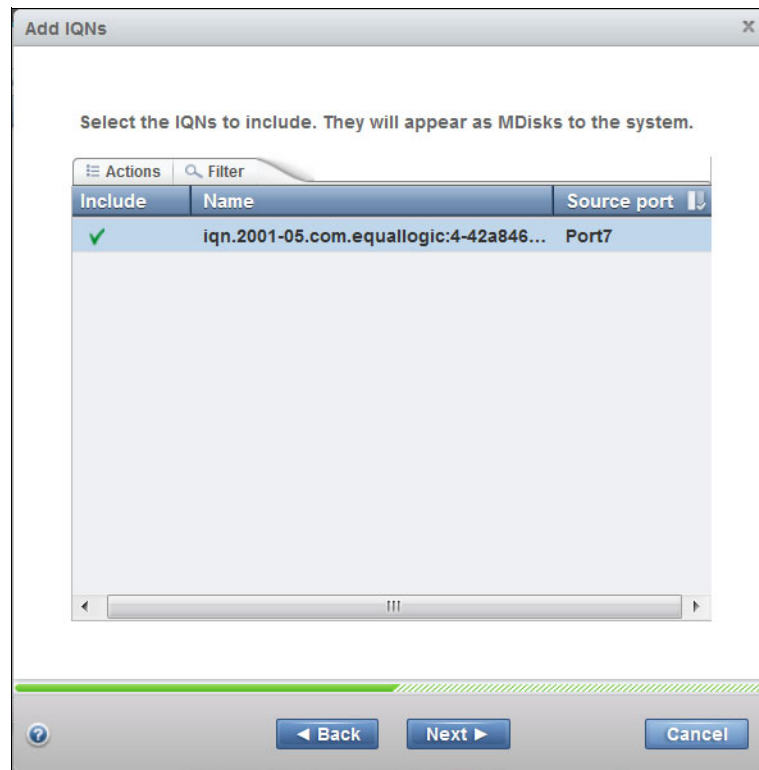 Add IQNs
x
Select the IQNs to include. They will appear as MDisks to the system.
Actions Filter
Include Name Source port
iqn.2001-05.com.equallogic:4-42a846... Port7
?
Back Next Cancel